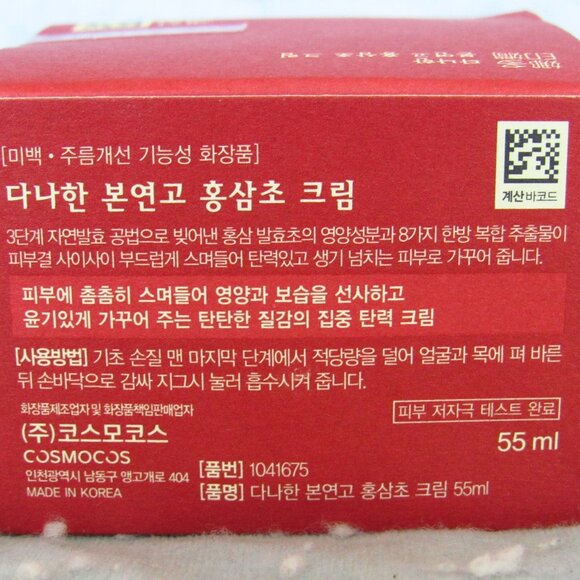 다나한
본연고 홍삼초 크림
[미백・주름개선 기능성 화장품]
다나한 본연고 홍삼초 크림
계산바코드
3단계 자연발효 공법으로 빚어낸 홍삼 발효초의 영양성분과 8가지 한방 복합 추출물이
피부결 사이사이 부드럽게 스며들어 탄력있고 생기 넘치는 피부로 가꾸어 줍니다.
피부에 촘촘히 스며들어 영양과 보습을 선사하고
윤기있게 가꾸어 주는 탄탄한 질감의 집중 탄력 크림
[사용방법] 기초 손질 맨 마지막 단계에서 적당량을 덜어 얼굴과 목에 펴 바른
뒤 손바닥으로 감싸 지그시 눌러 흡수시켜 줍니다.
화장품제조업자 및 화장품책임판매업자
피부 저자극 테스트 완료
(주)코스모코스
COSMOCOS
55 ml
인천광역시 남동구 앵고개로 404
MADE IN KOREA
[품번] 1041675
[품명] 다나한 본연고 홍삼초 크림 55ml